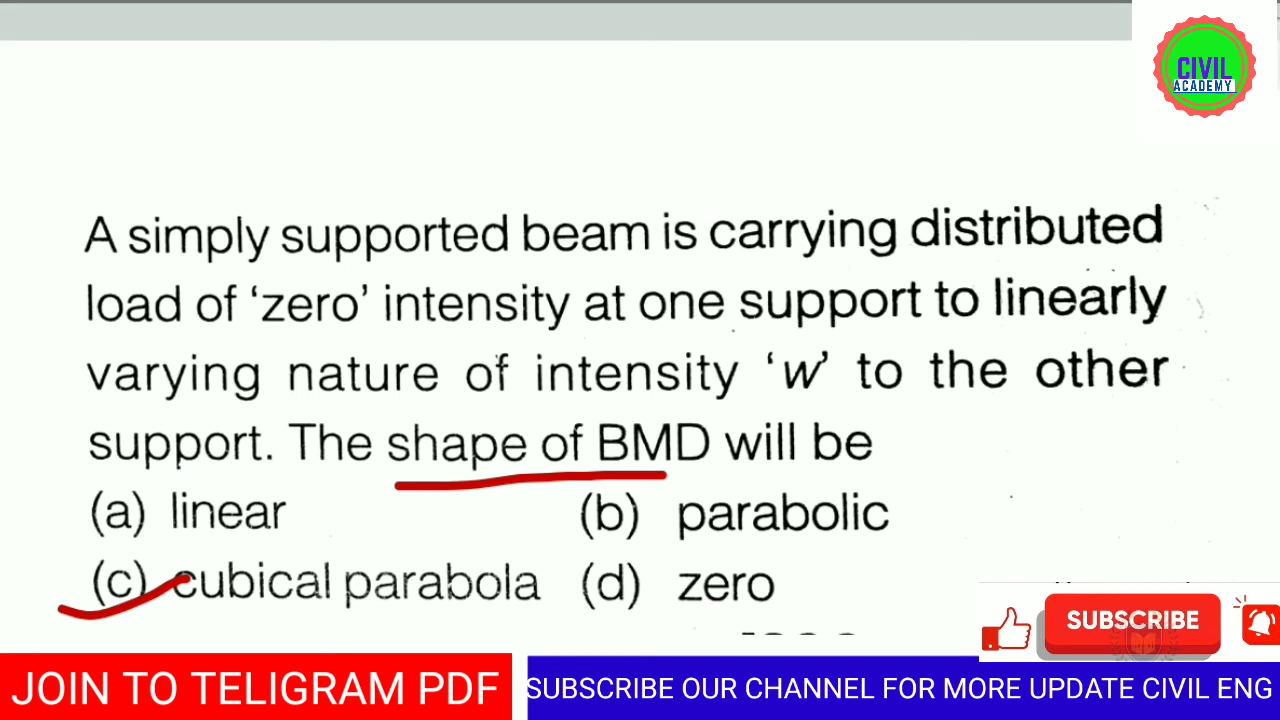 CIVIL
ACADEMY
A simply supported beam is carrying distributed
load of ‘zero’ intensity at one support to linearly
varying nature of intensity ‘w’ to the other
support. The shape of BMD will be
(a) linear (b) parabolic
(c) cubical parabola (d) zero
SUBSCRIBE
JOIN TO TELIGRAM PDF
SUBSCRIBE OUR CHANNEL FOR MORE UPDATE CIVIL ENG